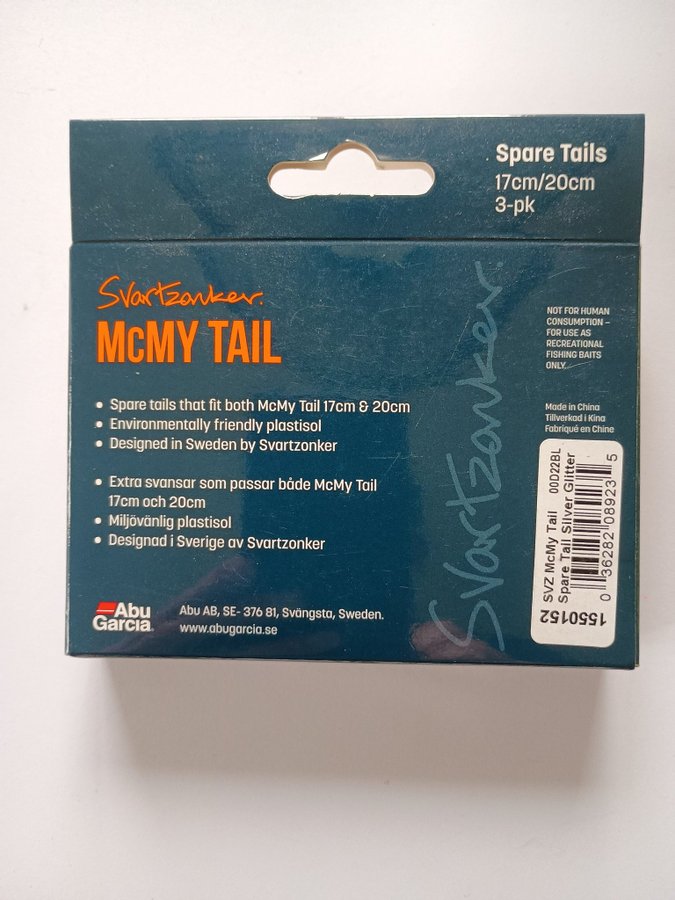 Spare Tails
17cm/20cm
3-pk
Svartzonker.
McMY TAIL
• Spare tails that fit both McMy Tail 17cm & 20cm
• Environmentally friendly plastisol
• Designed in Sweden by Svartzonker
• Extra svansar som passar både McMy Tail
17cm och 20cm
• Miljövänlig plastisol
• Designad i Sverige av Svartzonker
Abu
Garcia
Abu AB, SE- 376 81, Svängsta, Sweden.
www.abugarcia.se
Svartzonker.
NOT FOR HUMAN
CONSUMPTION –
FOR USE AS
RECREATIONAL
FISHING BAITS
ONLY.
Made in China
Tillverkad i Kina
Fabriqué en Chine
SVZ McMy Tail 00D22BL
Spare Tail Silver Glitter
0 36282 08923 5
1550152